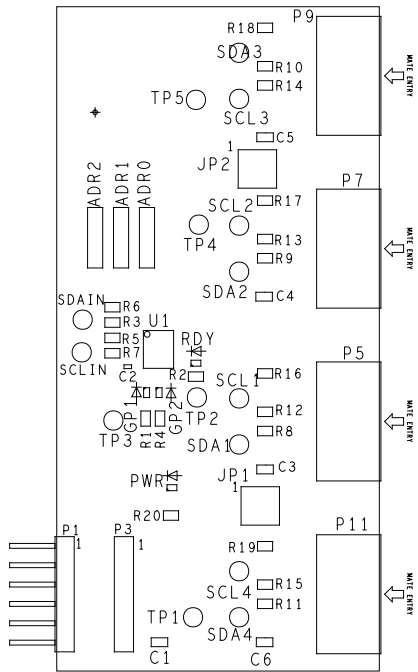 P9
R18
SDA3
MATE ENTRY
R10
R14
TP5
SCL3
C5
1
JP2
ADR2
ADR1
ADR0
P7
R17
SCL2
MATE ENTRY
TP4
R13
R9
SDA2
C4
SDAIN
R6
R3
R5
R7
U1
RDY
SCLIN
C2
R2
P5
R16
SCL1
MATE ENTRY
GP1
GP2
TP2
R12
TP3
R1
R4
R8
SDA1
C3
PWR
JP1
1
R20
P11
P1
P3
1
1
R19
SCL4
MATE ENTRY
R15
R11
TP1
SDA4
C1
C6